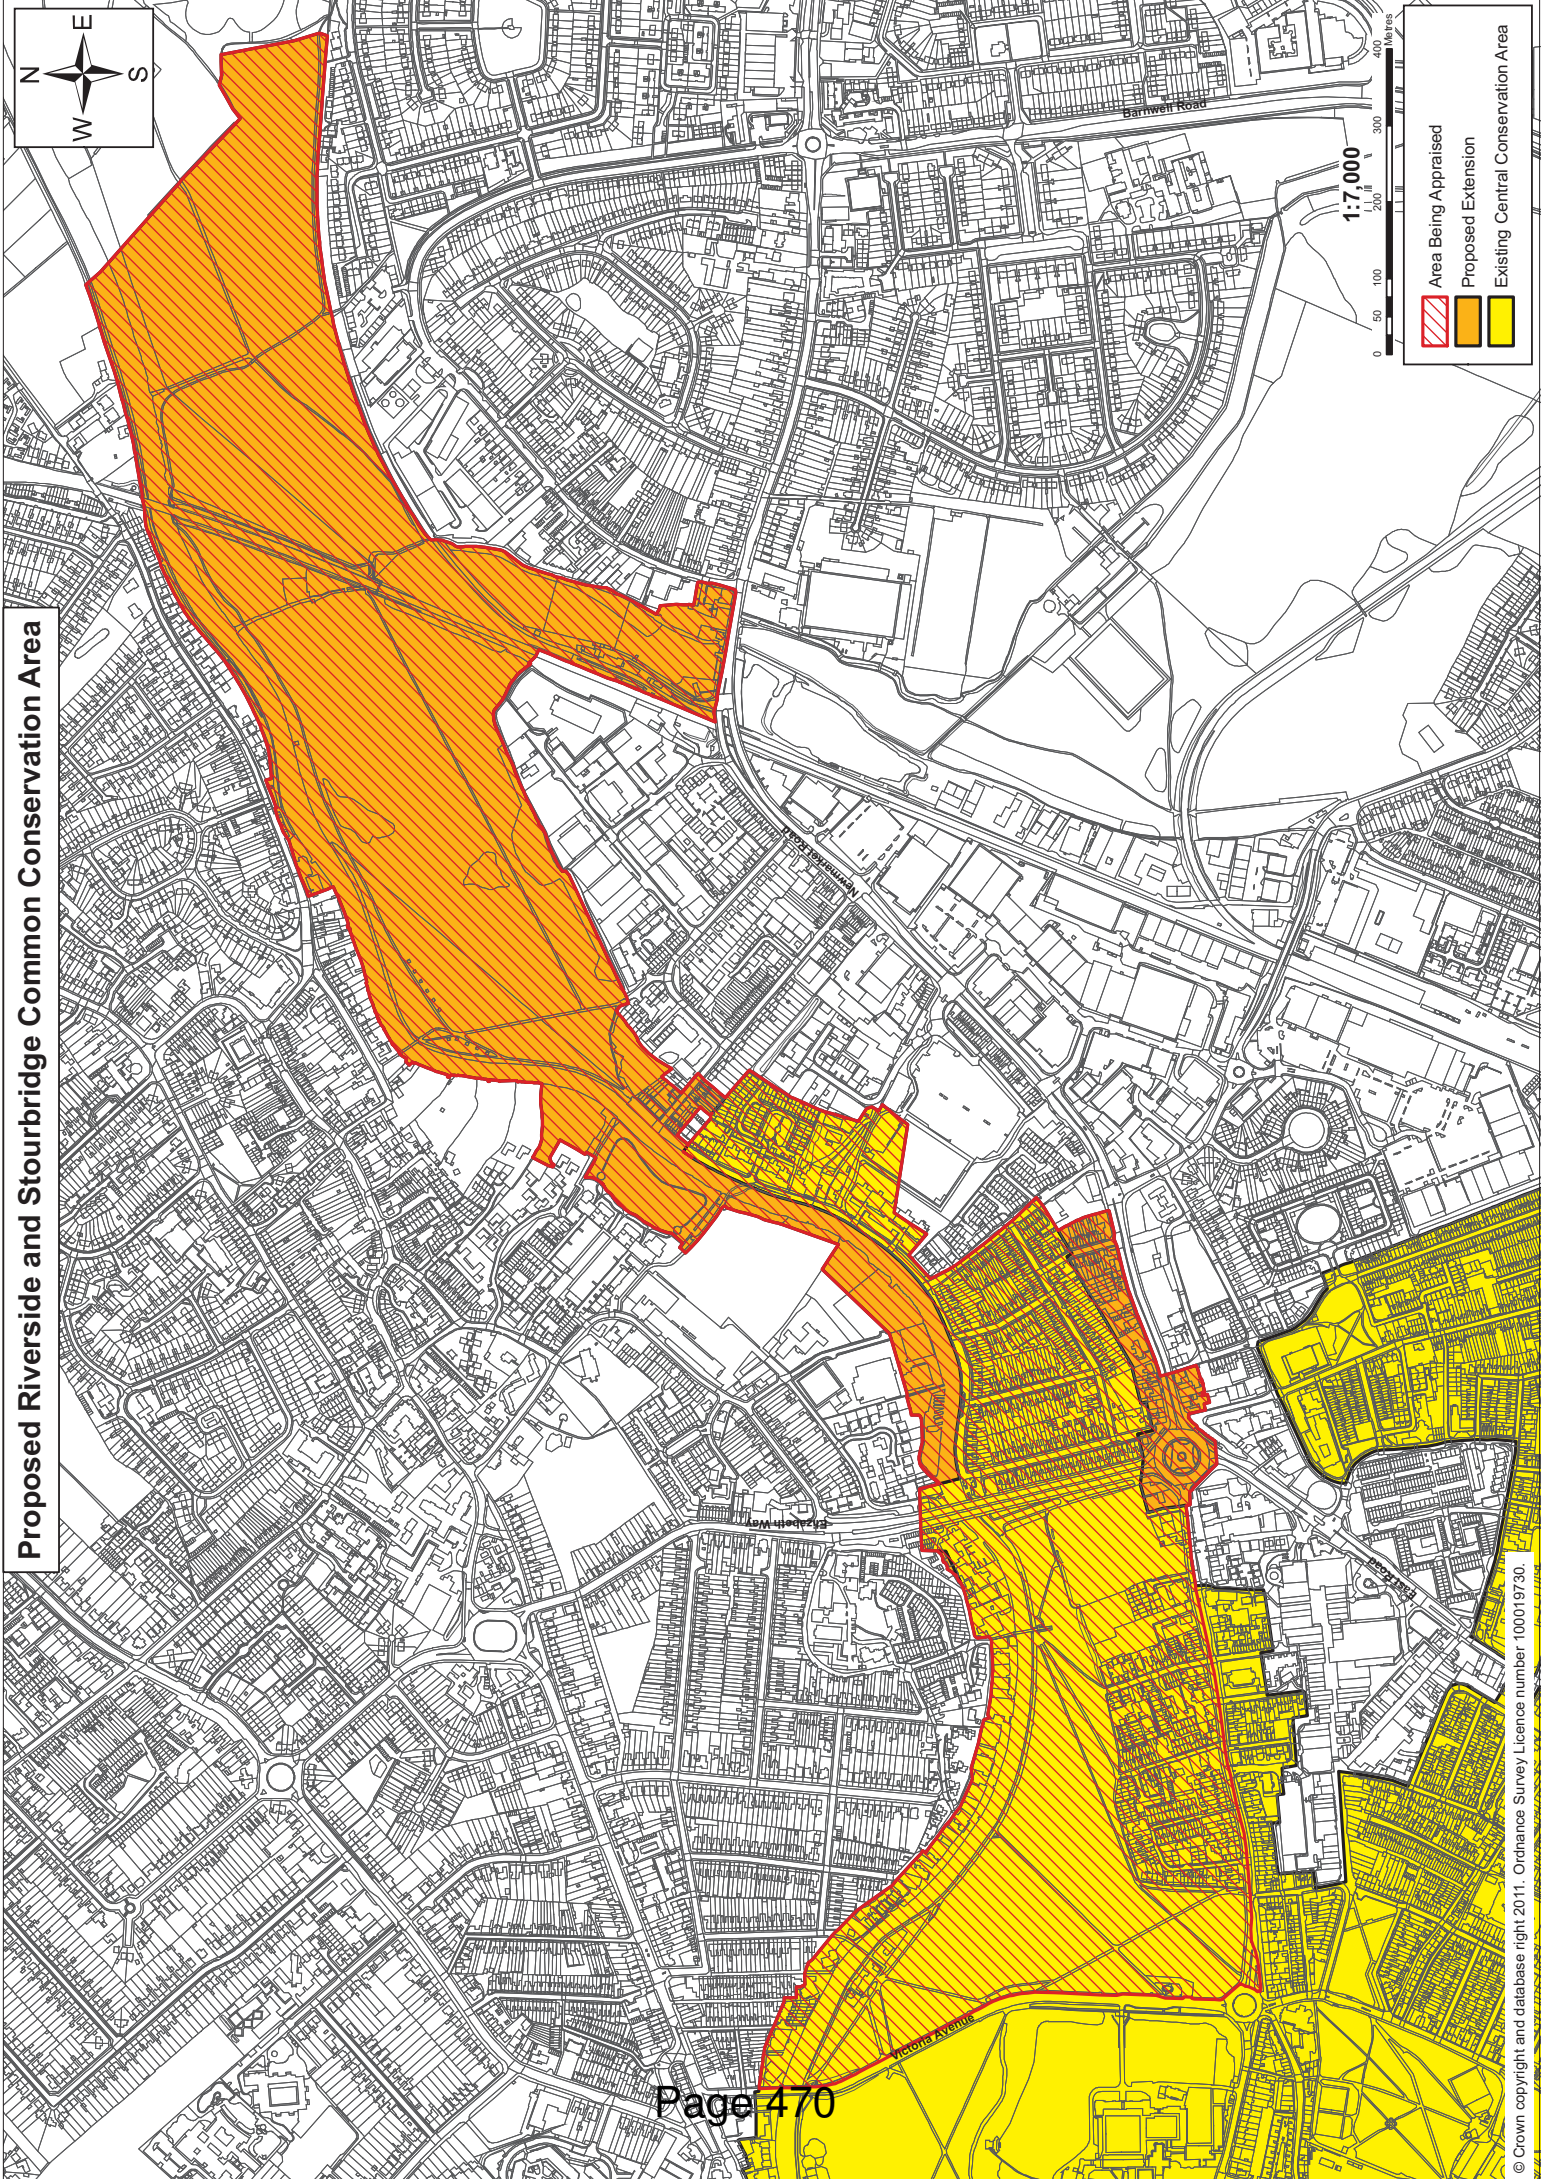 Proposed Riverside and Stourbridge Common Conservation Area
N
W E
S
Barnwell Road
Newmarket Road
Elizabeth Way
East Road
Victoria Avenue
1:7,000
0 50 100 200 300 400
Metres
Area Being Appraised
Proposed Extension
Existing Central Conservation Area
© Crown copyright and database right 2011. Ordnance Survey Licence number 100019730.
Page 470